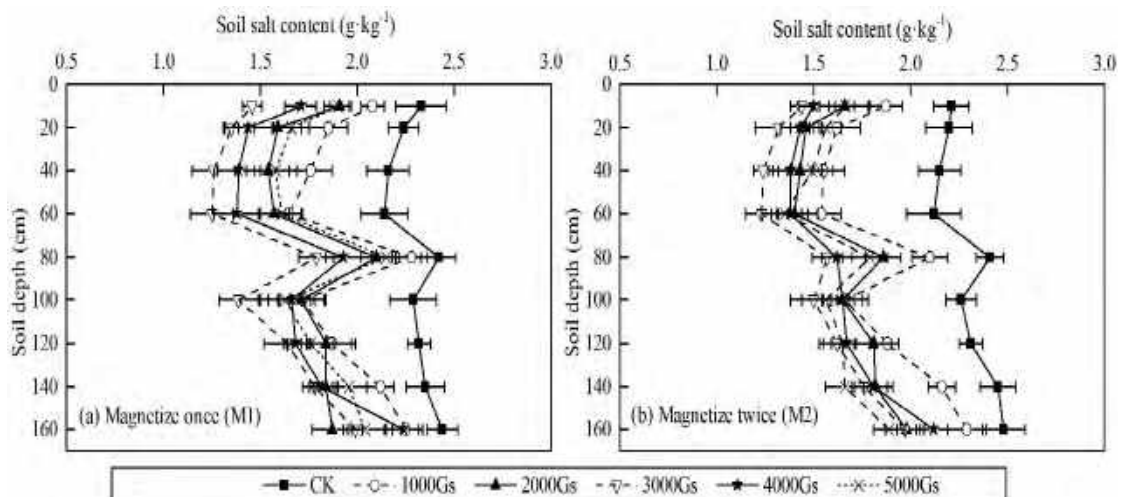 Soil salt content (g·kg⁻¹)
0.5 1.0 1.5 2.0 2.5 3.0
0
20
40
60
80
100
120
140
160
Soil depth (cm)
(a) Magnetize once (M1)
Soil salt content (g·kg⁻¹)
0.5 1.0 1.5 2.0 2.5 3.0
0
20
40
60
80
100
120
140
160
Soil depth (cm)
(b) Magnetize twice (M2)
CK 1000Gs 2000Gs 3000Gs 4000Gs 5000Gs